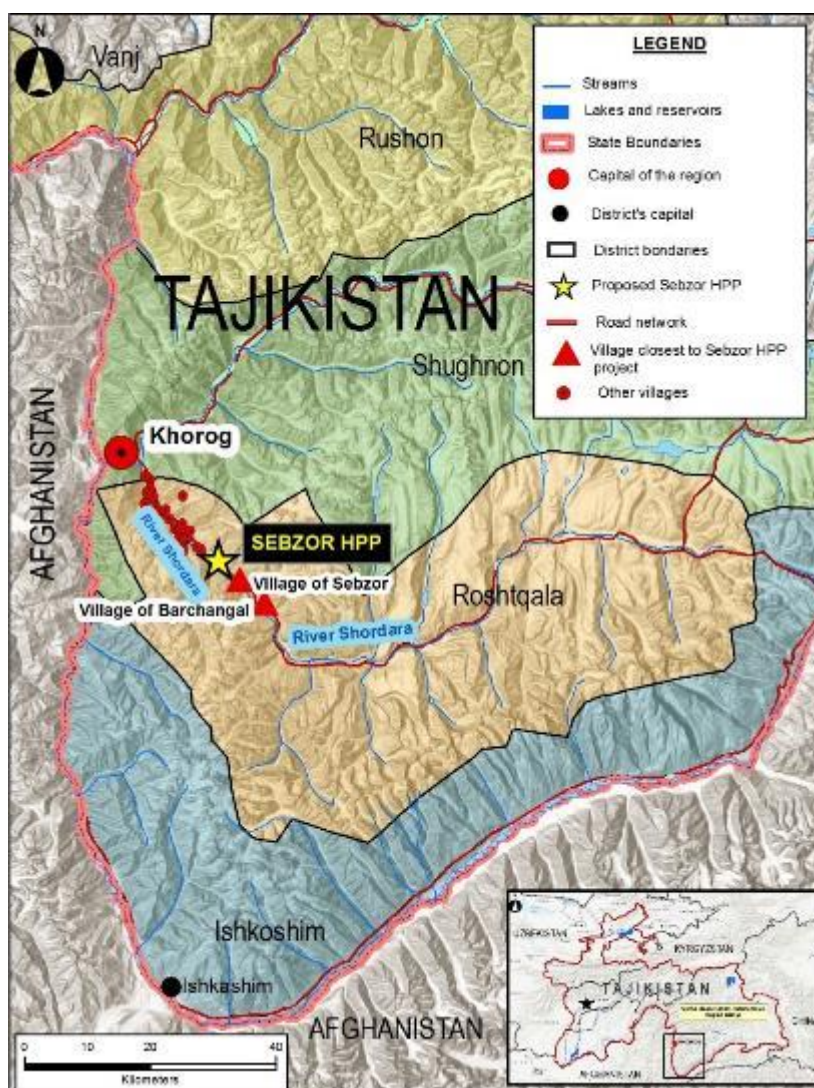 N
Vanj
Rushon
TAJIKISTAN
Shughnon
AFGHANISTAN
Khorog
River Shordara
SEBZOR HPP
Village of Sebzor
Village of Barchangal
River Shordara
Roshtqala
Ishkoshim
Ishkashim
AFGHANISTAN
LEGEND
Streams
Lakes and reservoirs
State Boundaries
Capital of the region
District's capital
District bondaries
Proposed Sebzor HPP
Road network
Village closest to Sebzor HPP
project
Other villages
0 10 20 40
Kilometers
UZBEKISTAN
KYRGYZSTAN
TAJIKISTAN
AFGHANISTAN